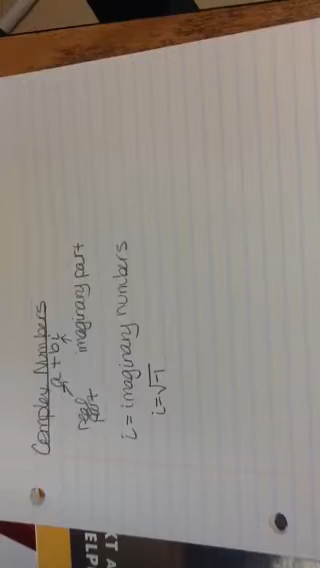 Complex Numbers
a + bi
real part imaginary part
i = imaginary numbers
i = √-1